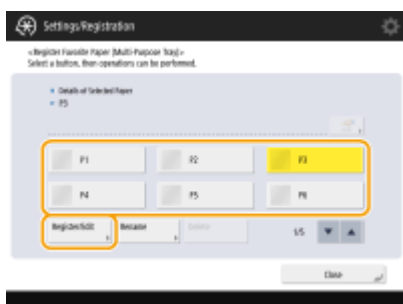 Settings/Registration
<Register Favorite Paper (Multi-Purpose Tray)>
Select a button, then operations can be performed.
Details of Selected Paper
P3
P1
P2
P3
P4
P5
P6
Register/Edit
Rename
Delete
1/5
Close